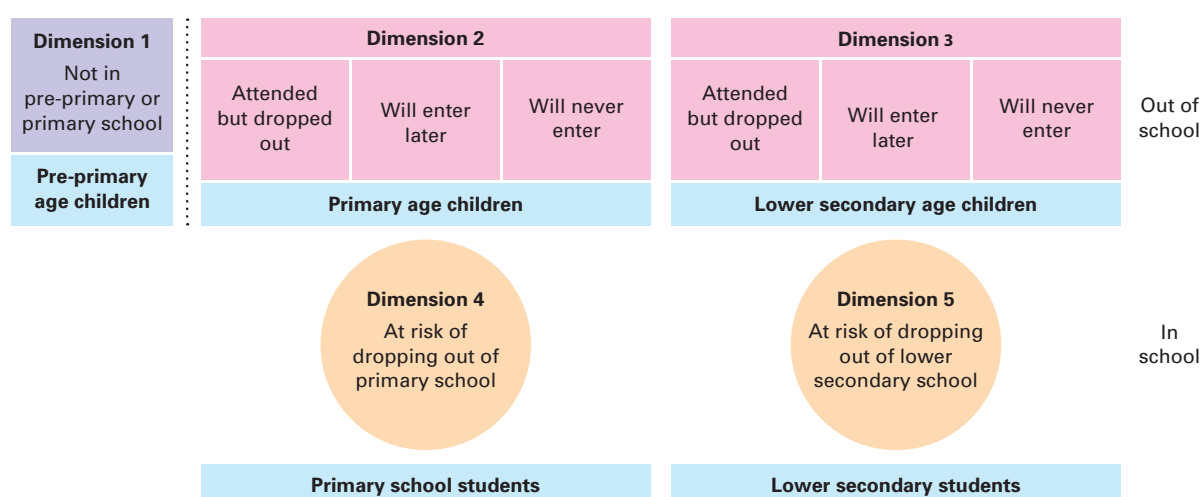 Dimension 1
Not in
pre-primary or
primary school
Pre-primary
age children
Dimension 2
Attended
but dropped
out
Will enter
later
Will never
enter
Primary age children
Dimension 3
Attended
but dropped
out
Will enter
later
Will never
enter
Lower secondary age children
Out of
school
Dimension 4
At risk of
dropping out of
primary school
Primary school students
Dimension 5
At risk of dropping
out of lower
secondary school
Lower secondary students
In
school